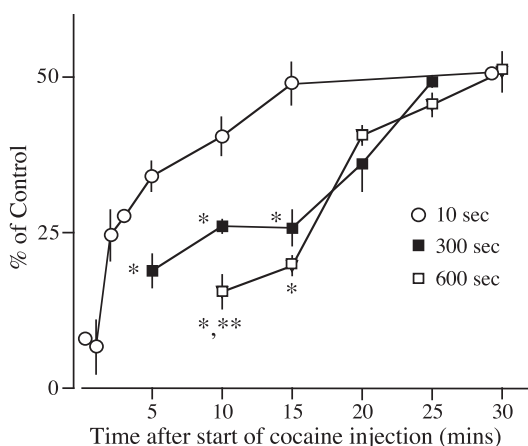 50
25
0
% of Control
*
*
*
*,**
*
10 sec
300 sec
600 sec
5 10 15 20 25 30
Time after start of cocaine injection (mins)